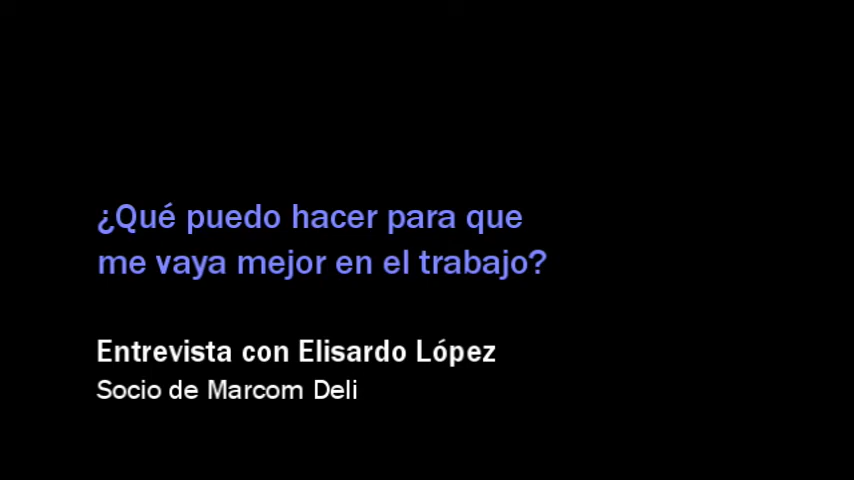 ¿Qué puedo hacer para que
me vaya mejor en el trabajo?
Entrevista con Elisardo López
Socio de Marcom Deli